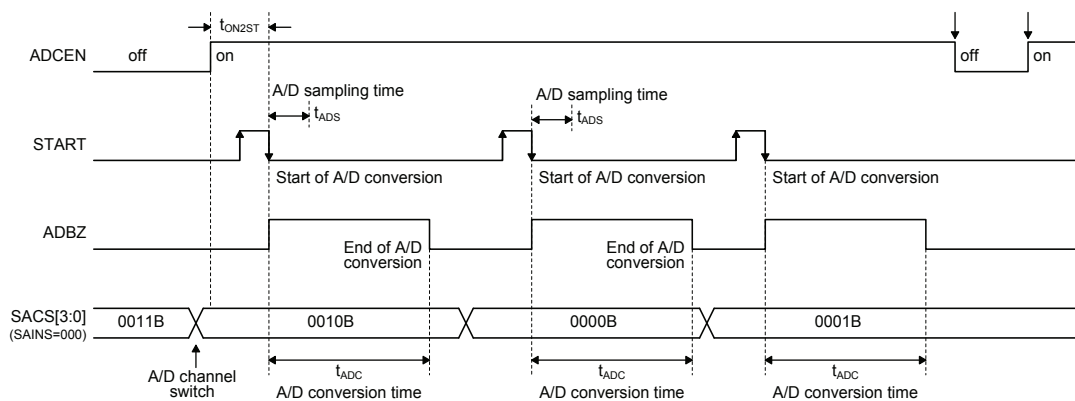 tON2ST
ADCEN
off
on
off
on
A/D sampling time
tADS
A/D sampling time
tADS
START
Start of A/D conversion
Start of A/D conversion
Start of A/D conversion
ADBZ
End of A/D
conversion
End of A/D
conversion
SACS[3:0]
(SAINS=000)
0011B
0010B
0000B
0001B
A/D channel
switch
tADC
A/D conversion time
tADC
A/D conversion time
tADC
A/D conversion time